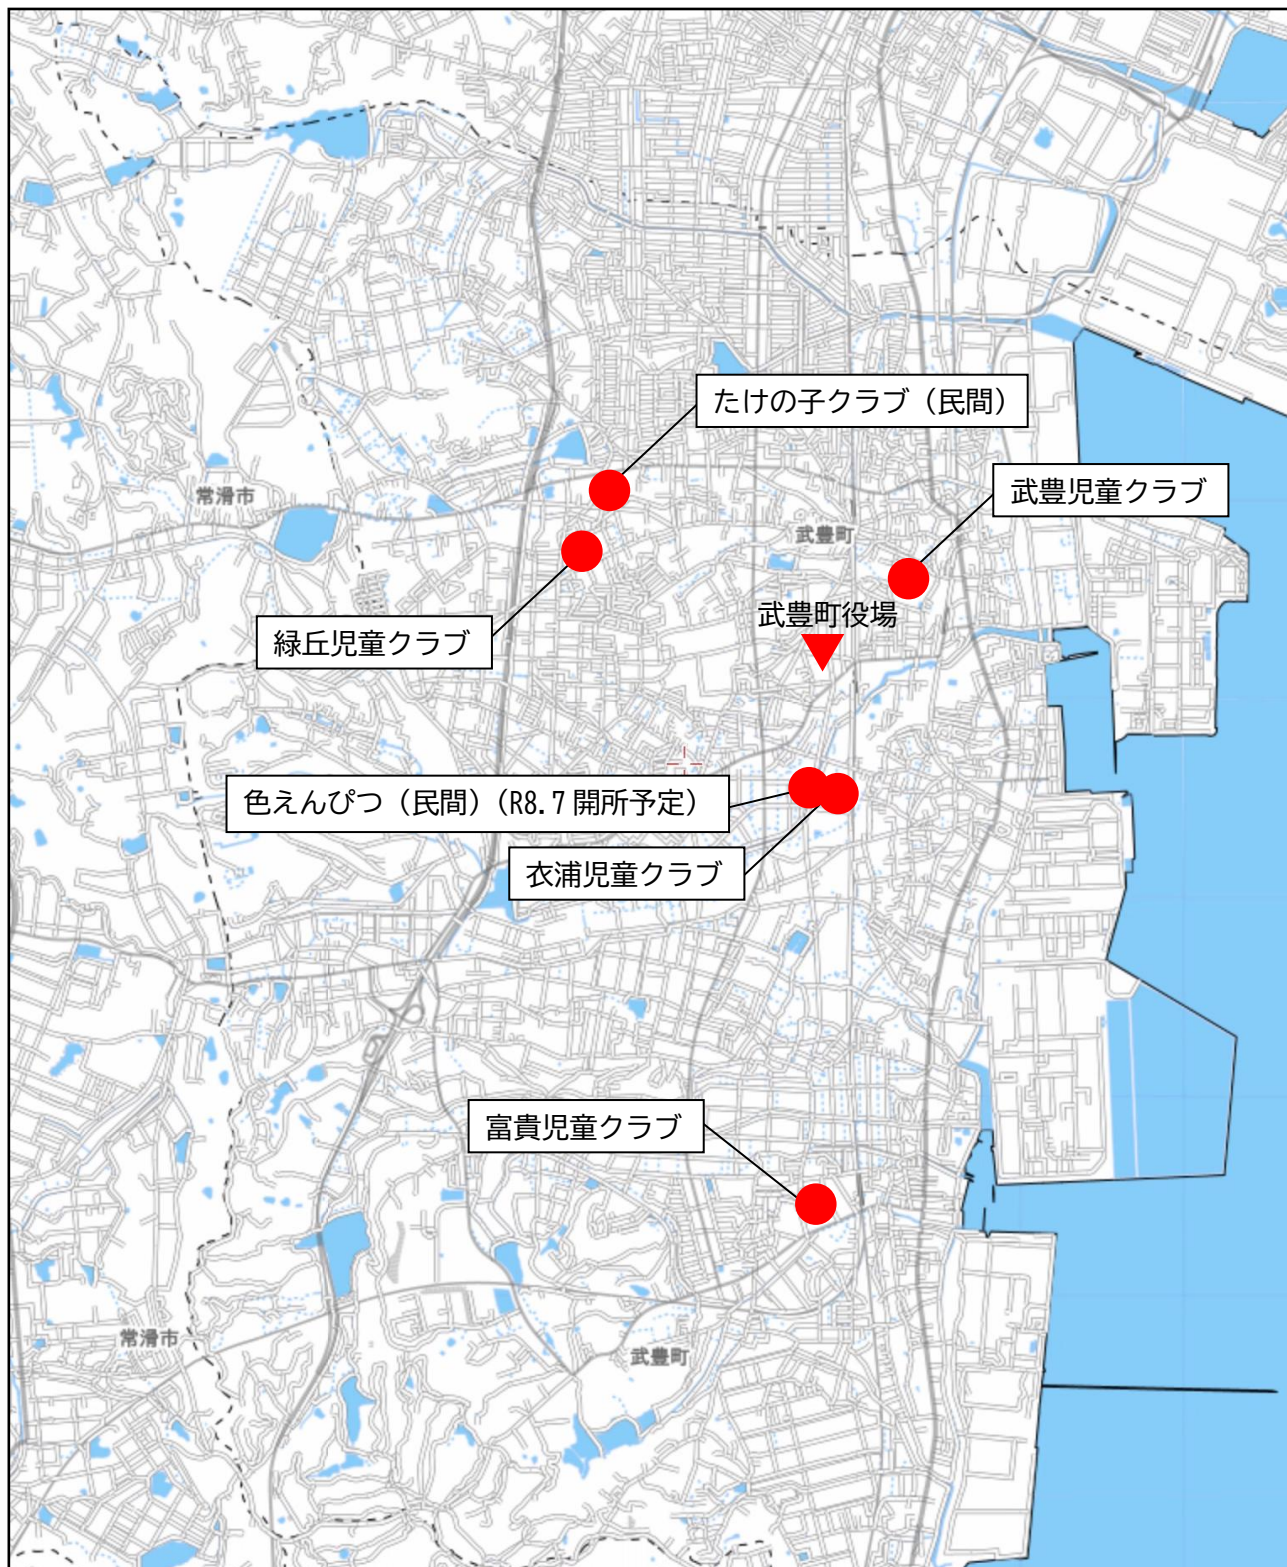 たけの子クラブ（民間）
武豊児童クラブ
常滑市
武豊町
武豊町役場
緑丘児童クラブ
色えんぴつ（民間）（R8.7開所予定）
衣浦児童クラブ
富貴児童クラブ
常滑市
武豊町